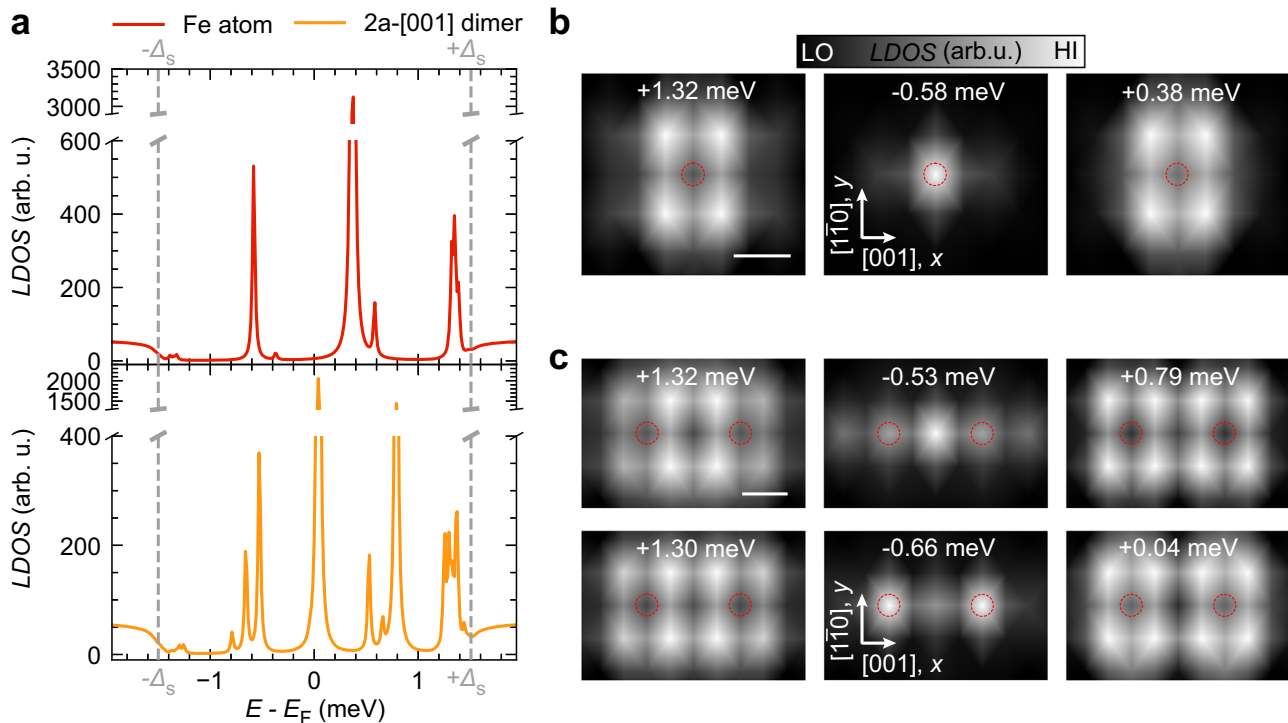 a
Fe atom
2a-[001] dimer
-Δs
+Δs
3500
3000
600
400
200
0
LDOS (arb. u.)
2000
1500
400
200
0
LDOS (arb. u.)
-Δs
−1
0
1
+Δs
E - EF (meV)
b
LO LDOS (arb.u.) HI
+1.32 meV
-0.58 meV
+0.38 meV
[11̅0], y
[001], x
c
+1.32 meV
-0.53 meV
+0.79 meV
+1.30 meV
-0.66 meV
+0.04 meV
[11̅0], y
[001], x